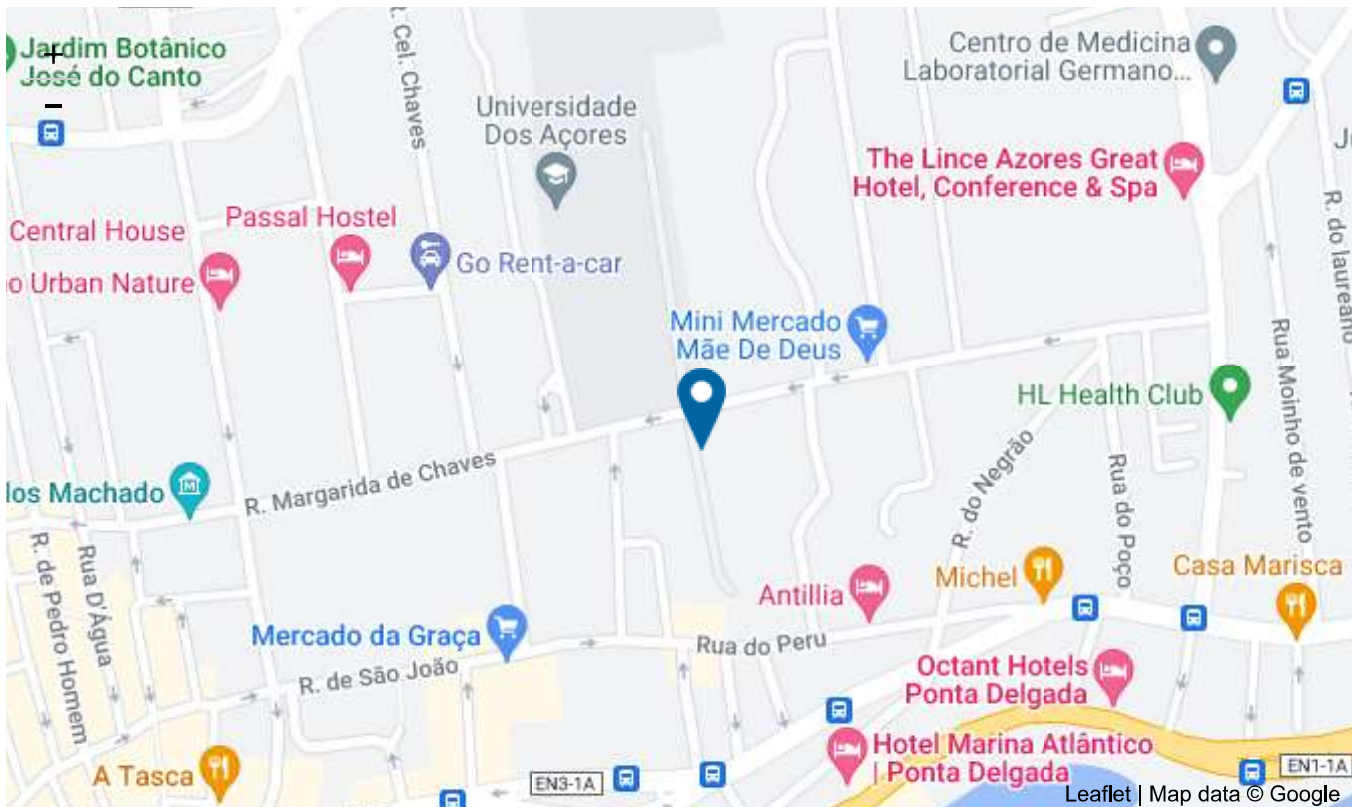 Jardim Botânico
José do Canto
+
−
R. Cel. Chaves
Universidade
Dos Açores
Centro de Medicina
Laboratorial Germano...
The Lince Azores Great
Hotel, Conference & Spa
R. do laureano
Central House
o Urban Nature
Passal Hostel
Go Rent-a-car
Mini Mercado
Mãe De Deus
HL Health Club
Rua Moinho de vento
los Machado
M
R. Margarida de Chaves
R. do Negrão
Rua do Poço
R. de Pedro Homem
Rua D'Água
Antillia
Michel
Casa Marisca
Mercado da Graça
R. de São João
Rua do Peru
Octant Hotels
Ponta Delgada
Hotel Marina Atlântico
| Ponta Delgada
A Tasca
EN3-1A
EN1-1A
Leaflet | Map data © Google